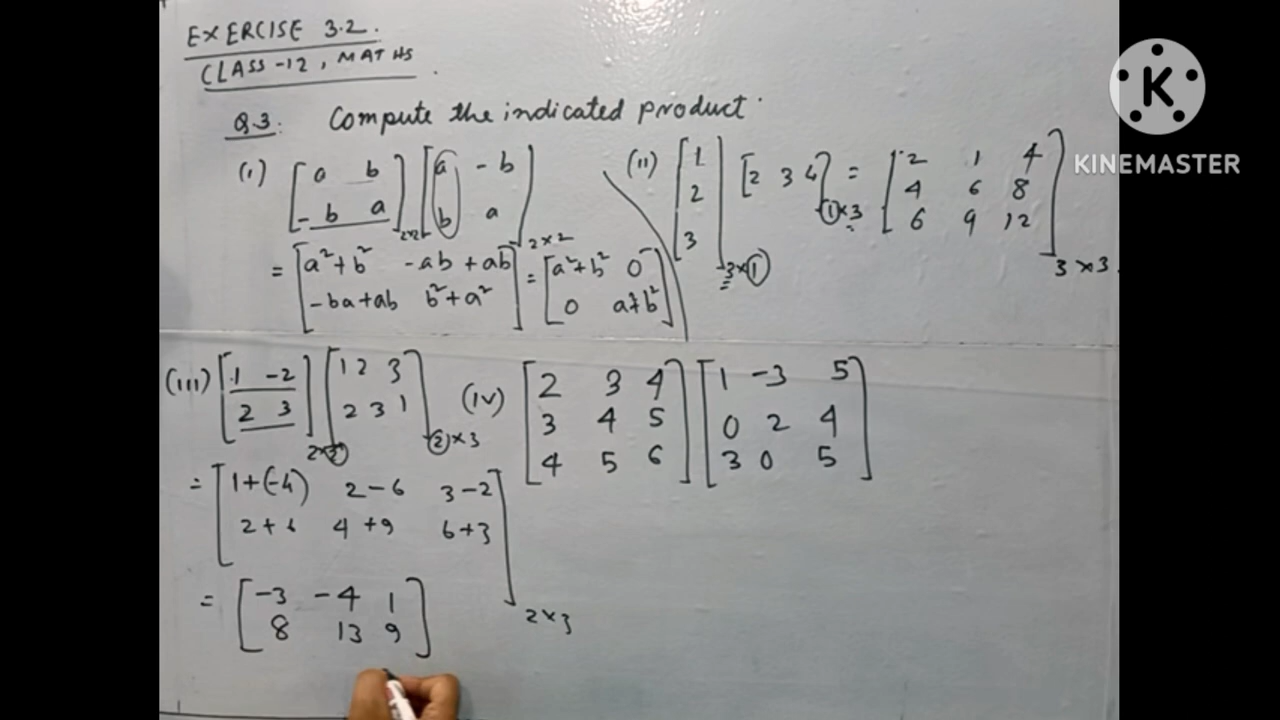 EXERCISE 3.2.
CLASS-12, MATHS.
Q.3. Compute the indicated product.
(i) [a b] [a -b]
[-b a]2×2 [b a]2×2
= [a²+b² -ab+ab] = [a²+b² 0]
[-ba+ab b²+a²] [0 a²+b²]
(ii) [1] [2 3 4]1×3 = [2 1 4]
[2] [4 6 8]
[3]3×1 [6 9 12]3×3
KINEMASTER
(iii) [1 -2] [1 2 3]
[2 3]2×2 [2 3 1]2×3
= [1+(-4) 2-6 3-2]
[2+6 4+9 6+3]2×3
= [-3 -4 1]
[8 13 9]
(iv) [2 3 4] [1 -3 5]
[3 4 5] [0 2 4]
[4 5 6] [3 0 5]